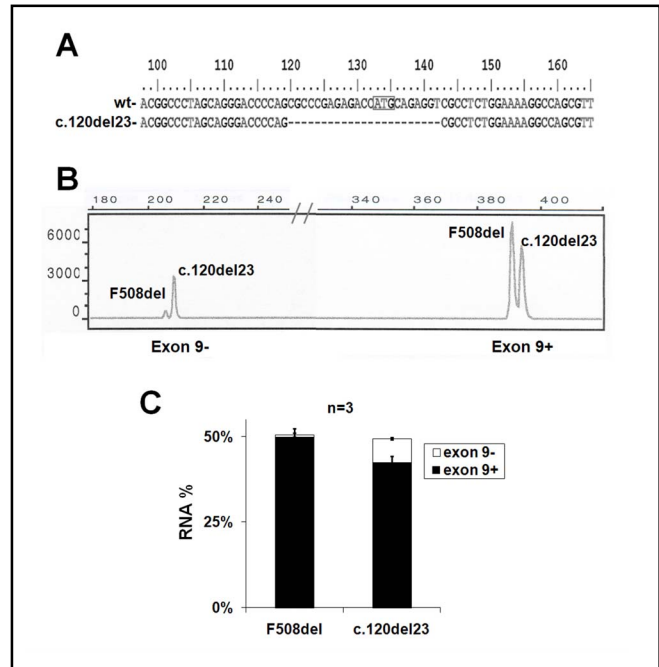 A
100 110 120 130 140 150 160
wt- ACGGCCCTAGCAGGGACCCCAGCGCCCGAGAGACCATGCAGAGGTCGCCTCTGGAAAAGGCCAGCGTT
c.120del23- ACGGCCCTAGCAGGGACCCCAG-----------------------CGCCTCTGGAAAAGGCCAGCGTT
B
180 200 220 240 // 340 360 380 400
6000
3000
0
F508del
c.120del23
F508del
c.120del23
Exon 9-
Exon 9+
C
n=3
50%
25%
0%
RNA %
exon 9-
exon 9+
F508del
c.120del23